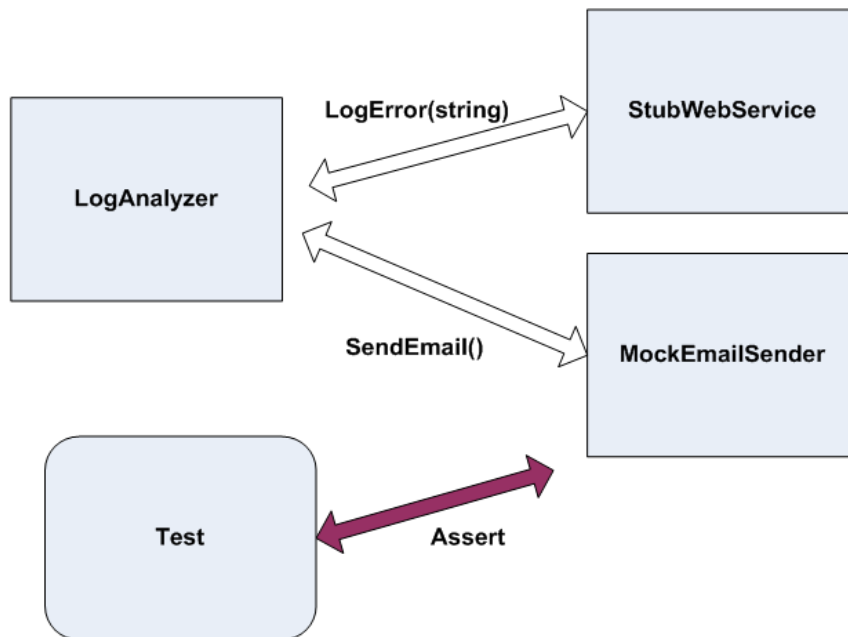 LogError(string)
StubWebService
LogAnalyzer
SendEmail()
MockEmailSender
Test
Assert